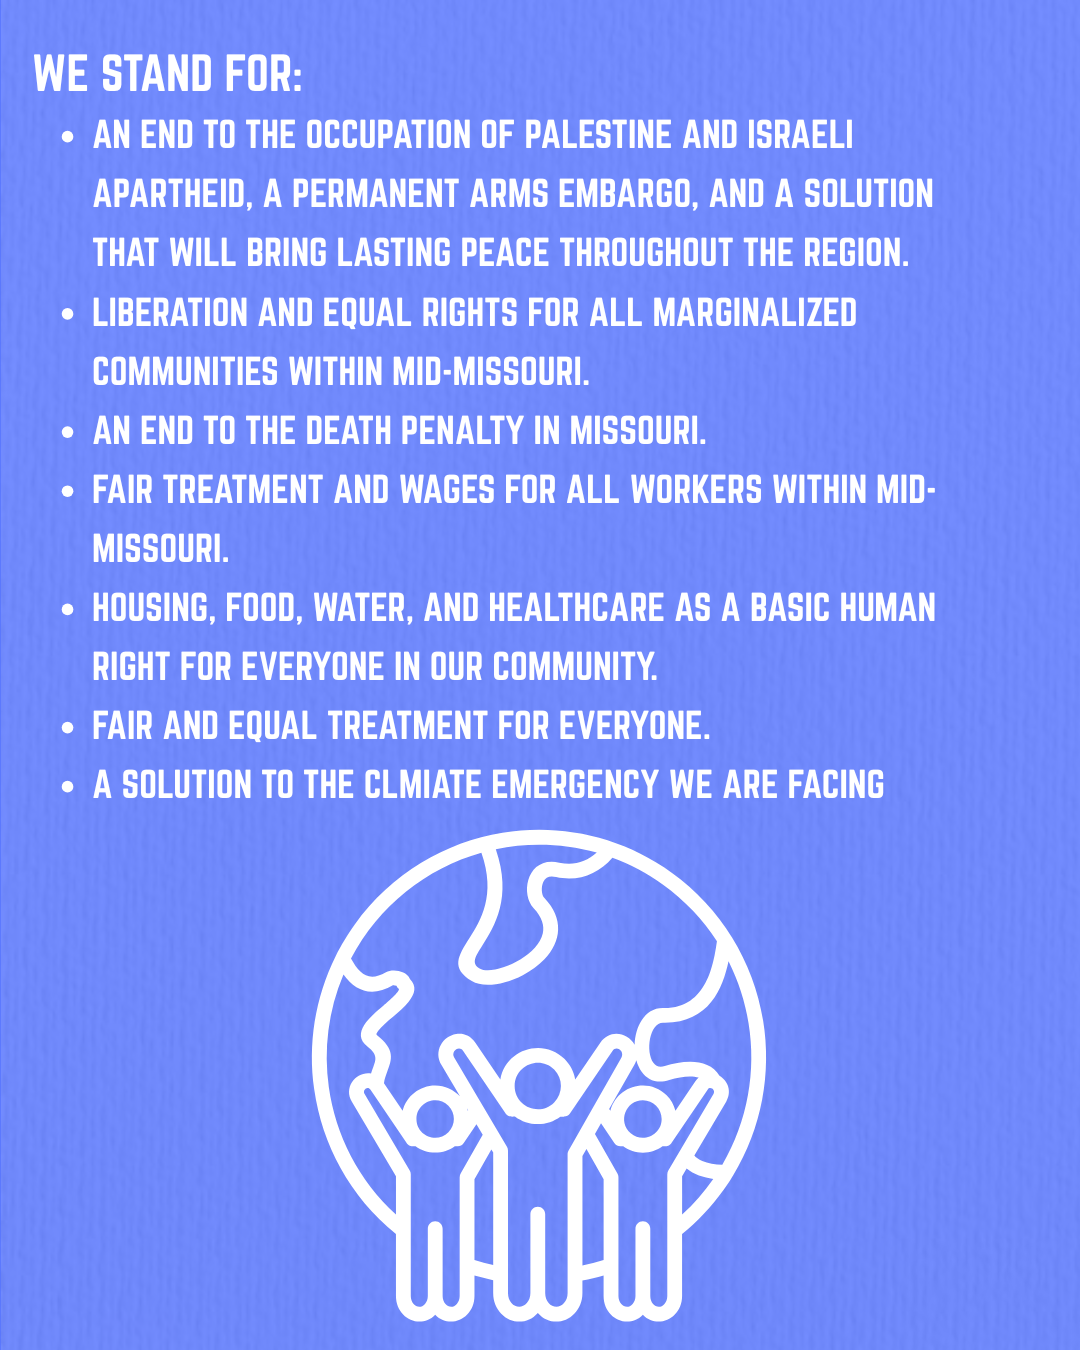 WE STAND FOR:
• AN END TO THE OCCUPATION OF PALESTINE AND ISRAELI
APARTHEID, A PERMANENT ARMS EMBARGO, AND A SOLUTION
THAT WILL BRING LASTING PEACE THROUGHOUT THE REGION.
• LIBERATION AND EQUAL RIGHTS FOR ALL MARGINALIZED
COMMUNITIES WITHIN MID-MISSOURI.
• AN END TO THE DEATH PENALTY IN MISSOURI.
• FAIR TREATMENT AND WAGES FOR ALL WORKERS WITHIN MID-
MISSOURI.
• HOUSING, FOOD, WATER, AND HEALTHCARE AS A BASIC HUMAN
RIGHT FOR EVERYONE IN OUR COMMUNITY.
• FAIR AND EQUAL TREATMENT FOR EVERYONE.
• A SOLUTION TO THE CLMIATE EMERGENCY WE ARE FACING